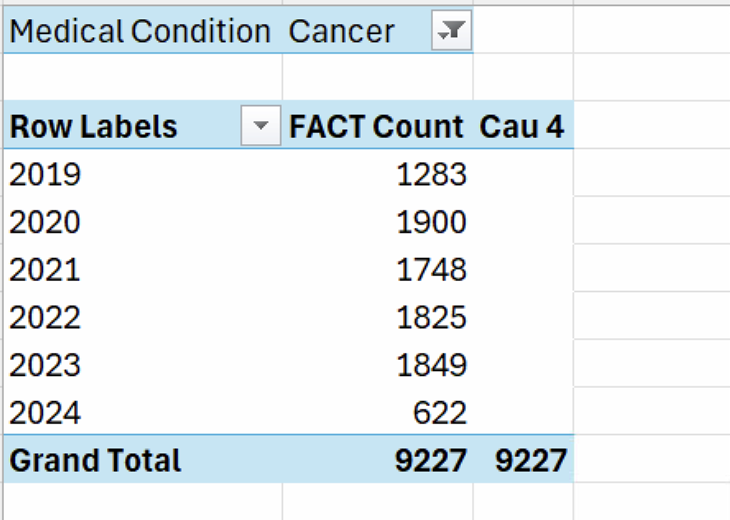 Medical Condition Cancer
Row Labels FACT Count Cau 4
2019 1283
2020 1900
2021 1748
2022 1825
2023 1849
2024 622
Grand Total 9227 9227